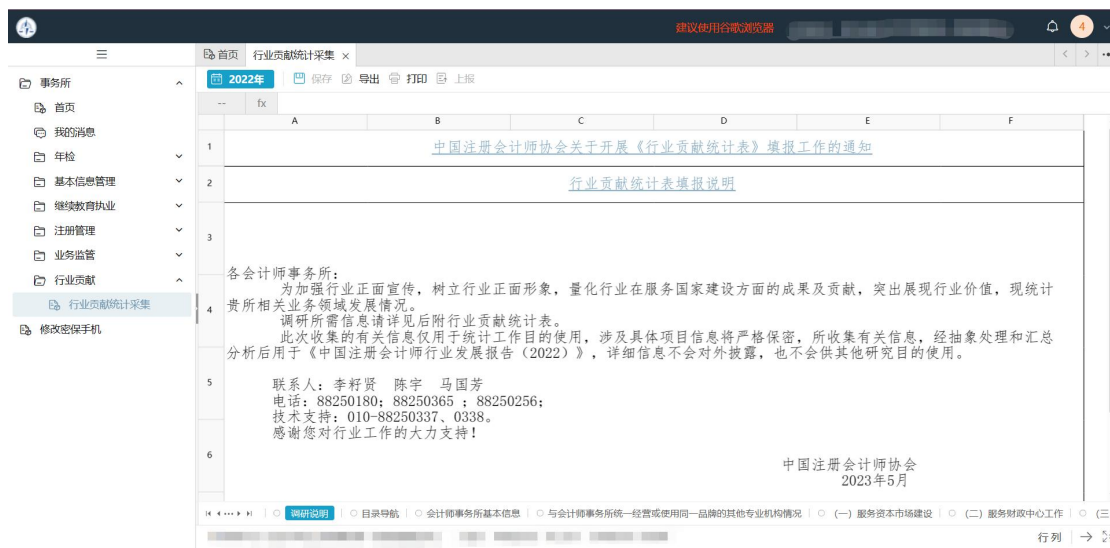 建议使用谷歌浏览器
4
首页 行业贡献统计采集 ×
事务所
2022年 保存 导出 打印 上报
首页
-- fx
A B C D E F
我的消息
1 中国注册会计师协会关于开展《行业贡献统计表》填报工作的通知
年检
基本信息管理
2 行业贡献统计表填报说明
继续教育执业
注册管理
3
业务监管
各会计师事务所：
行业贡献
为加强行业正面宣传，树立行业正面形象，量化行业在服务国家建设方面的成果及贡献，突出展现行业价值，现统计
行业贡献统计采集
4 贵所相关业务领域发展情况。
调研所需信息请详见后附行业贡献统计表。
修改密保手机
此次收集的有关信息仅用于统计工作目的使用，涉及具体项目信息将严格保密，所收集有关信息，经抽象处理和汇总
分析后用于《中国注册会计师行业发展报告（2022）》，详细信息不会对外披露，也不会供其他研究目的使用。
5 联系人：李籽贤 陈宇 马国芳
电话：88250180；88250365 ；88250256；
技术支持：010-88250337、0338。
感谢您对行业工作的大力支持！
6
中国注册会计师协会
2023年5月
调研说明 目录导航 会计师事务所基本信息 与会计师事务所统一经营或使用同一品牌的其他专业机构情况 （一）服务资本市场建设 （二）服务财政中心工作 （三
行列